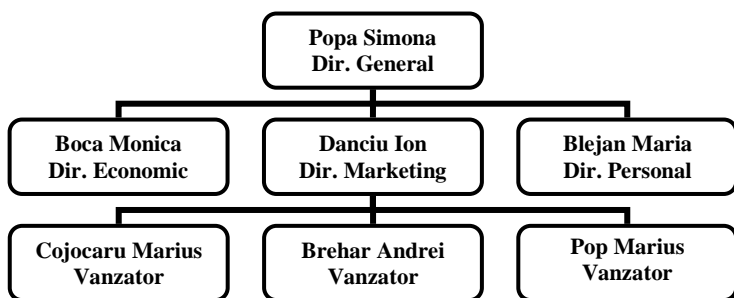 Popa Simona
Dir. General
Boca Monica
Dir. Economic
Danciu Ion
Dir. Marketing
Blejan Maria
Dir. Personal
Cojocaru Marius
Vanzator
Brehar Andrei
Vanzator
Pop Marius
Vanzator